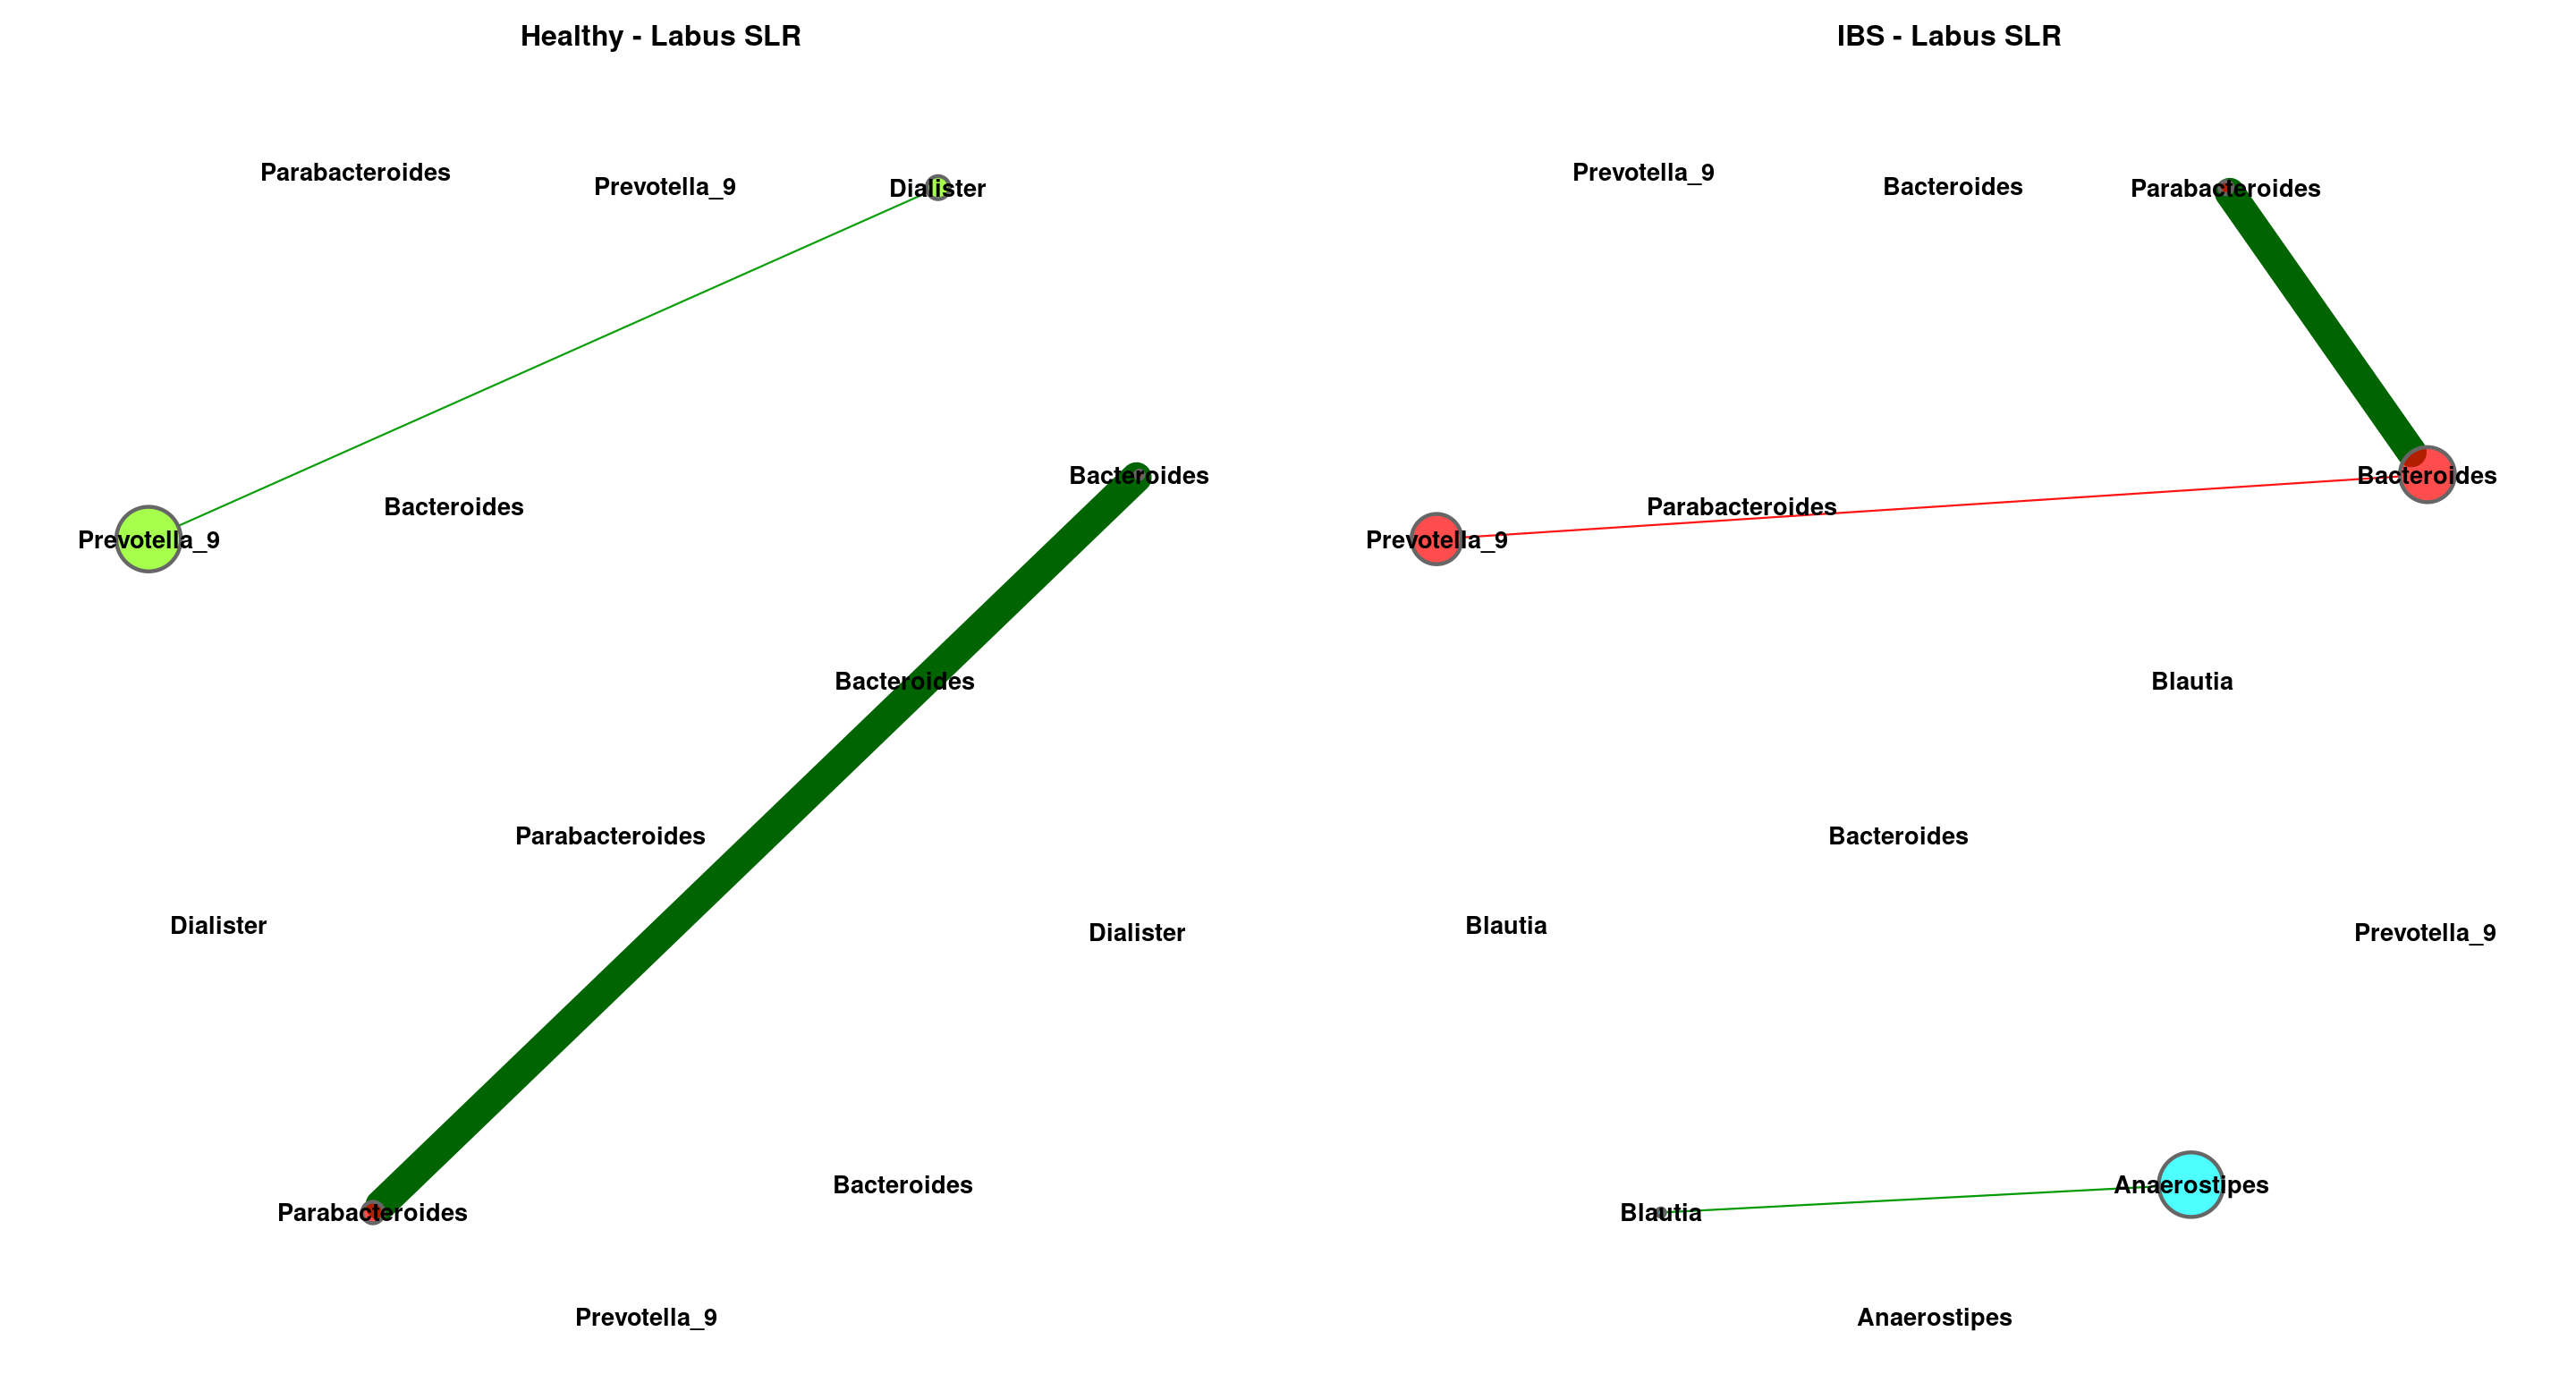 Healthy - Labus SLR
Parabacteroides
Prevotella_9
Dialister
Bacteroides
Bacteroides
Prevotella_9
Bacteroides
Parabacteroides
Dialister
Dialister
Bacteroides
Parabacteroides
Prevotella_9
IBS - Labus SLR
Prevotella_9
Bacteroides
Parabacteroides
Bacteroides
Parabacteroides
Prevotella_9
Blautia
Bacteroides
Blautia
Prevotella_9
Anaerostipes
Blautia
Anaerostipes